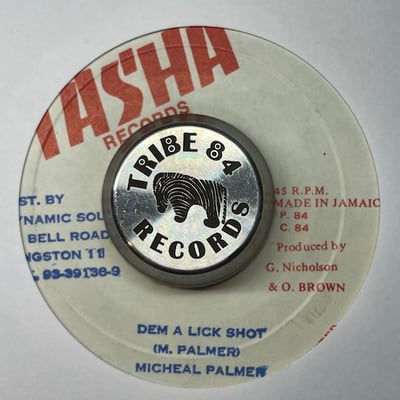 TASHA
RECORDS
TRIBE 84
RECORDS
ST. BY
YNAMIC SOU
BELL ROAD
NGSTON 11
93-39138-9
45 R.P.M.
MADE IN JAMAIC
P. 84
C. 84
Produced by
G. Nicholson
& O. BROWN
DEM A LICK SHOT
(M. PALMER)
MICHEAL PALMER